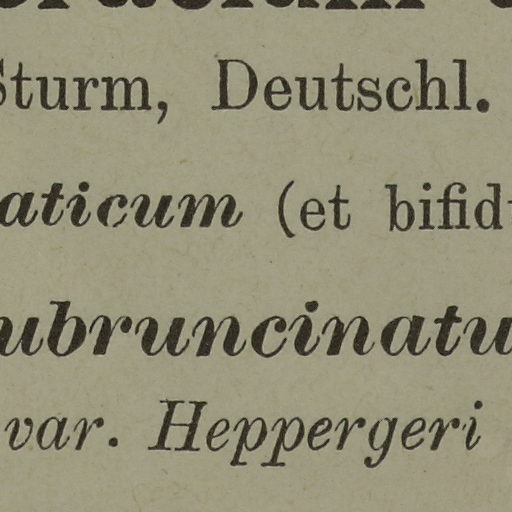 Sturm, Deutschl.
aticum (et bifid
ubruncinatu
var. Heppergeri